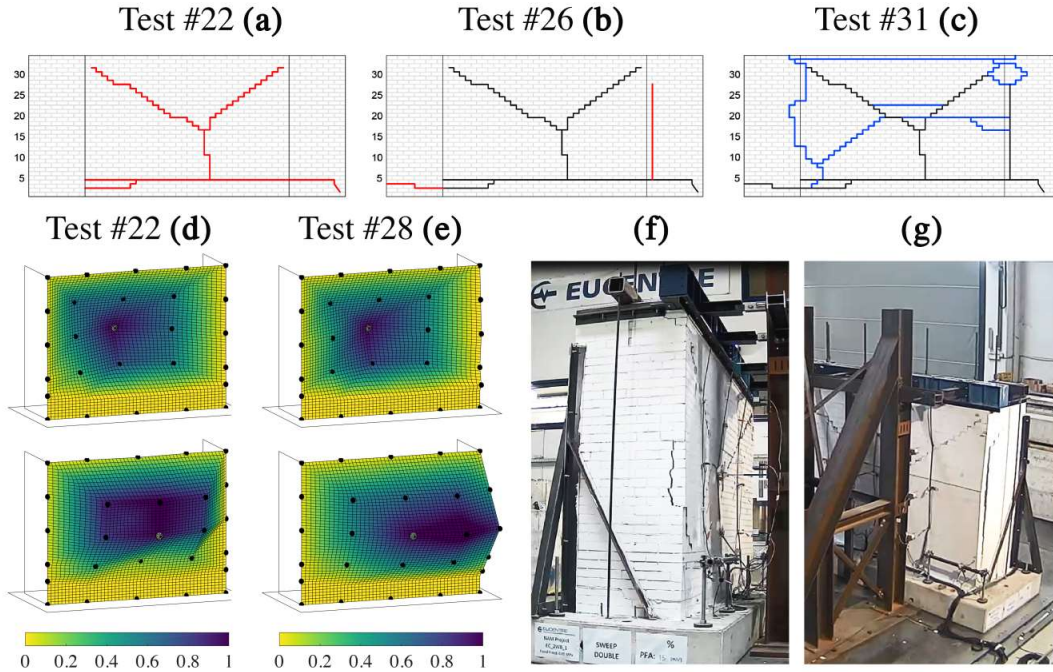 Test #22 (a)
Test #26 (b)
Test #31 (c)
30
25
20
15
10
5
30
25
20
15
10
5
30
25
20
15
10
5
Test #22 (d)
Test #28 (e)
(f)
(g)
EUCENTRE
EUCENTRE
SWEEP
DOUBLE
%
PFA:
0 0.2 0.4 0.6 0.8 1
0 0.2 0.4 0.6 0.8 1